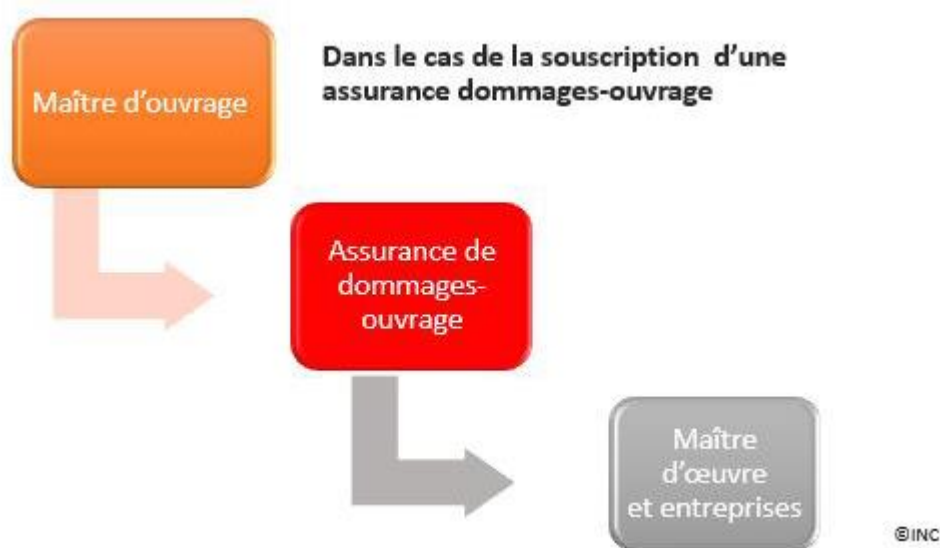 Maître d'ouvrage
Dans le cas de la souscription d'une
assurance dommages-ouvrage
Assurance de
dommages-
ouvrage
Maître
d'œuvre
et entreprises
©INC